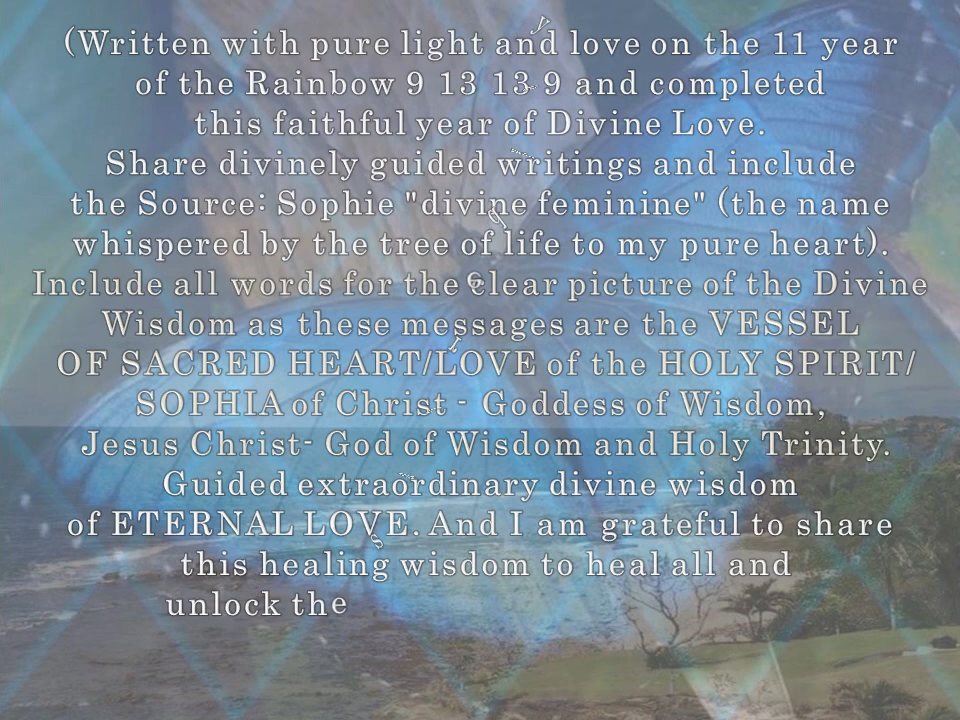 (Written with pure light and love on the 11 year
of the Rainbow 9 13 13 9 and completed
this faithful year of Divine Love.
Share divinely guided writings and include
the Source: Sophie "divine feminine" (the name
whispered by the tree of life to my pure heart).
Include all words for the clear picture of the Divine
Wisdom as these messages are the VESSEL
OF SACRED HEART/LOVE of the HOLY SPIRIT/
SOPHIA of Christ - Goddess of Wisdom,
Jesus Christ- God of Wisdom and Holy Trinity.
Guided extraordinary divine wisdom
of ETERNAL LOVE. And I am grateful to share
this healing wisdom to heal all and
unlock the